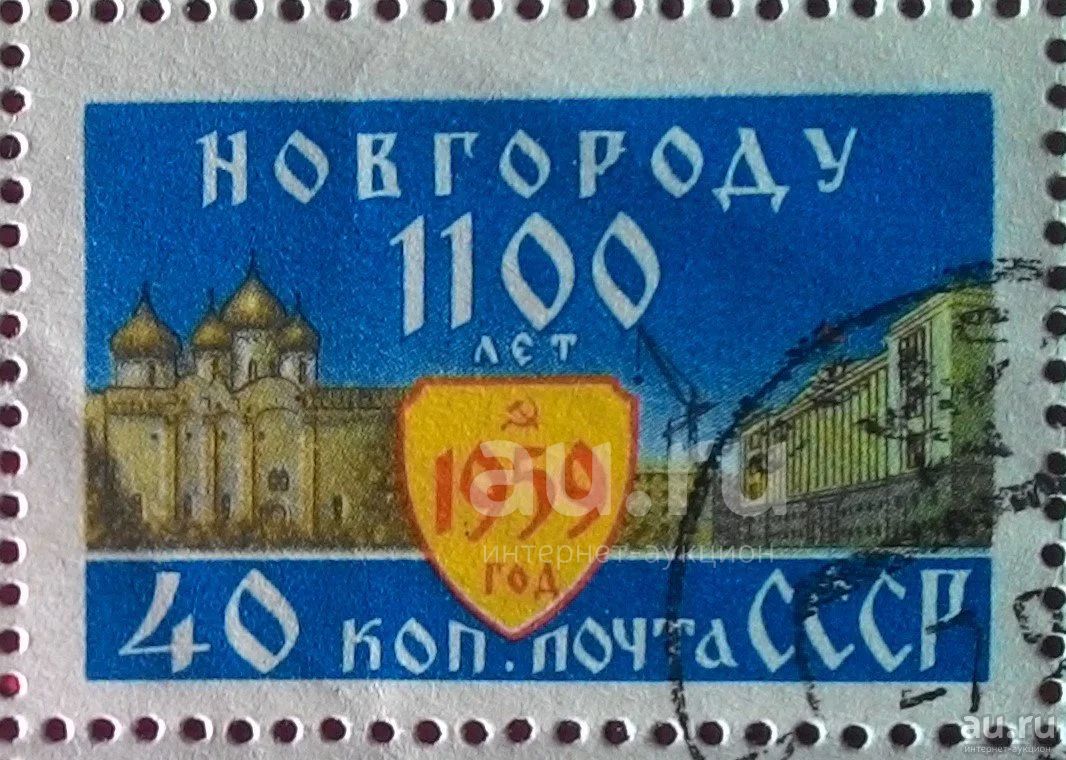 НОВГОРОДУ
1100
ЛЕТ
1959
ГОД
40 КОП. ПОЧТА СССР
au.ru
интернет-аукцион
au.ru
интернет-аукцион